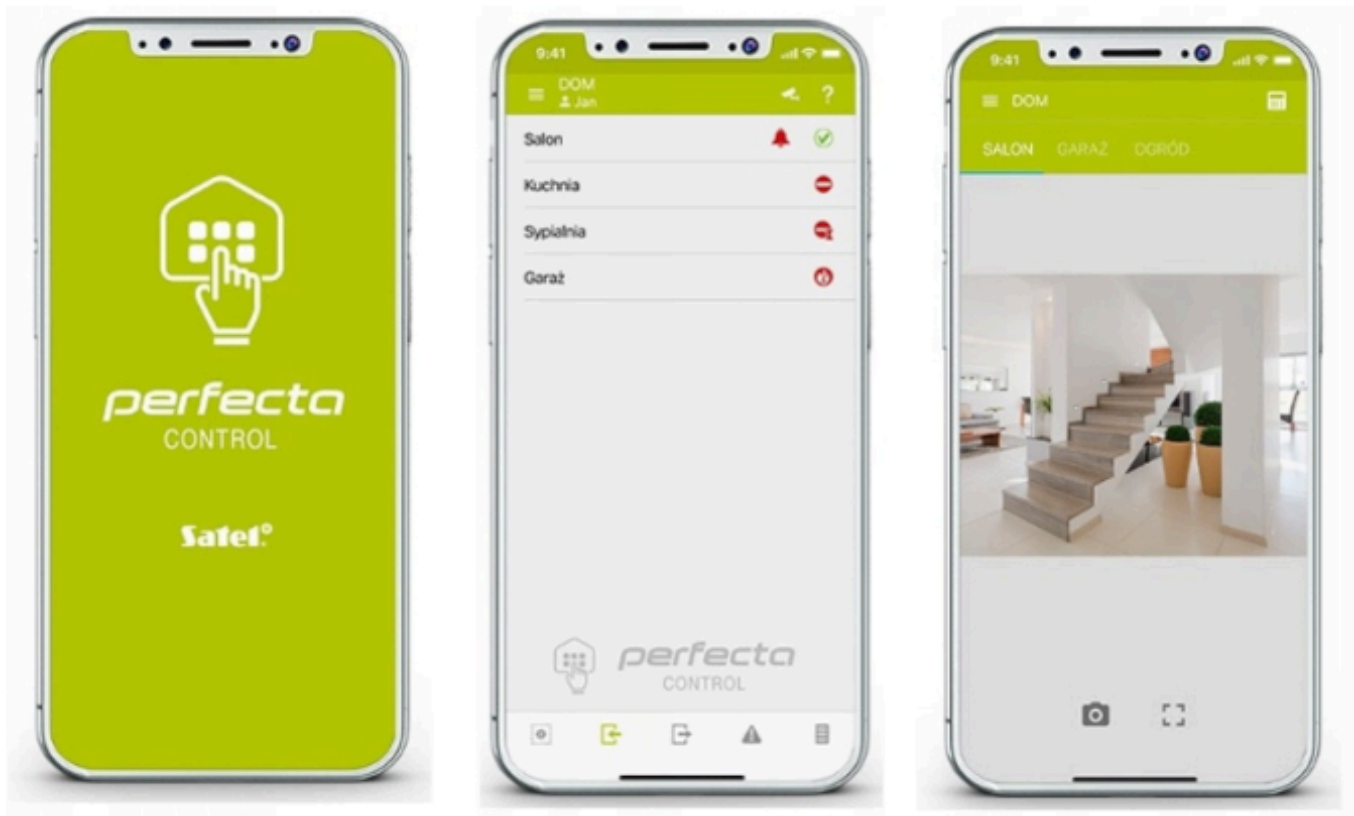 perfecta
CONTROL
Satel®
9:41
DOM
Jan
?
Salon
Kuchnia
Sypialnia
Garaż
perfecta
CONTROL
9:41
DOM
SALON GARAŻ OGRÓD